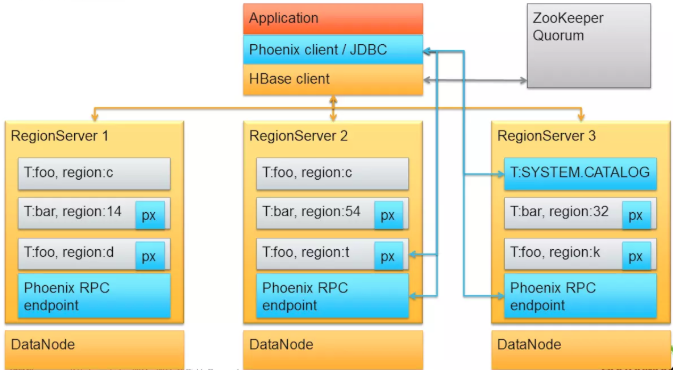 Application
Phoenix client / JDBC
HBase client
ZooKeeper
Quorum
RegionServer 1
T:foo, region:c
T:bar, region:14
px
T:foo, region:d
px
Phoenix RPC
endpoint
DataNode
RegionServer 2
T:foo, region:c
T:bar, region:54
px
T:foo, region:t
px
Phoenix RPC
endpoint
DataNode
RegionServer 3
T:SYSTEM.CATALOG
T:bar, region:32
px
T:foo, region:k
px
Phoenix RPC
endpoint
DataNode